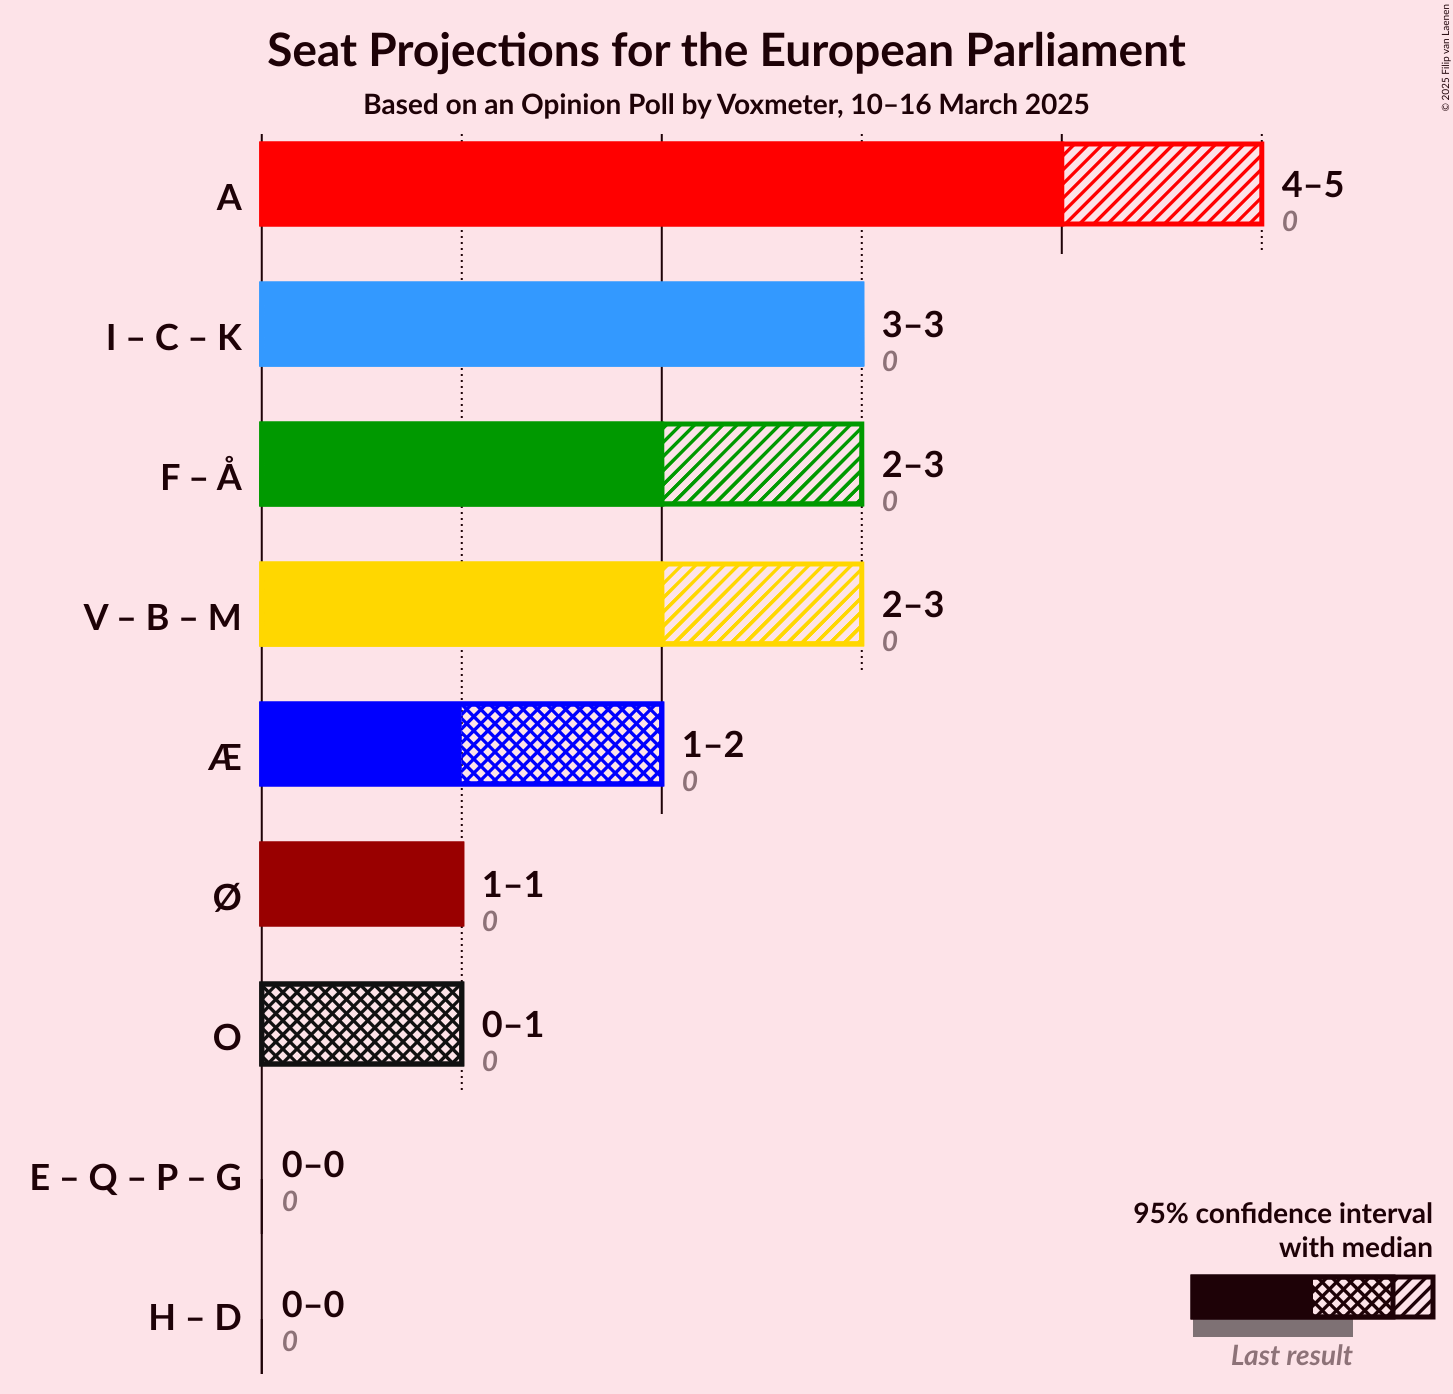 Seat Projections for the European Parliament
Based on an Opinion Poll by Voxmeter, 10–16 March 2025
© 2025 Filip van Laenen
A
4–5
0
I – C – K
3–3
0
F – Å
2–3
0
V – B – M
2–3
0
Æ
1–2
0
Ø
1–1
0
O
0–1
0
E – Q – P – G
0–0
0
H – D
0–0
0
95% confidence interval
with median
Last result